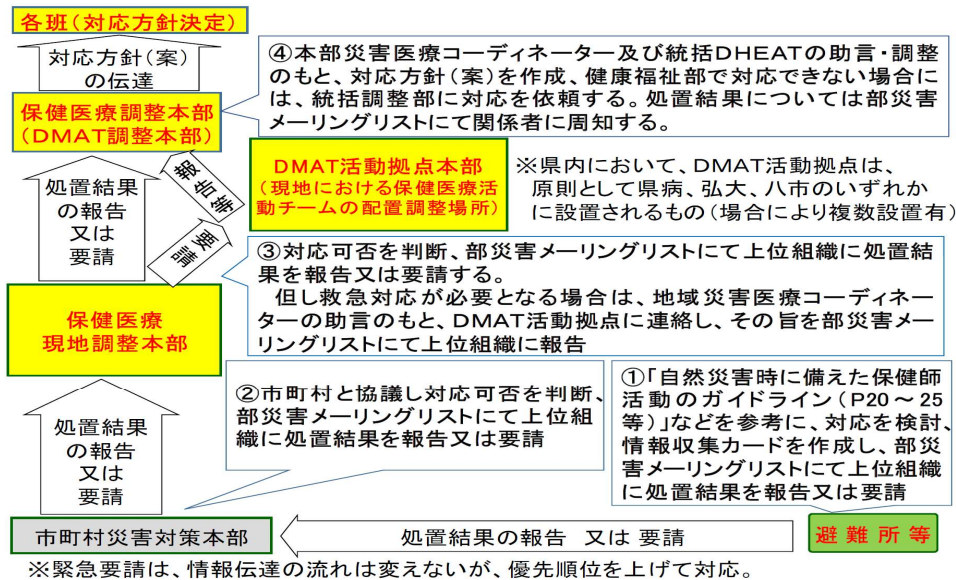 各班(対応方針決定)
対応方針(案)
の伝達
④本部災害医療コーディネーター及び統括DHEATの助言・調整
のもと、対応方針(案)を作成、健康福祉部で対応できない場合に
は、統括調整部に対応を依頼する。処置結果については部災害
メーリングリストにて関係者に周知する。
保健医療調整本部
(DMAT調整本部)
処置結果
の報告
又は
要請
報告等
要請
DMAT活動拠点本部
(現地における保健医療活
動チームの配置調整場所)
※県内において、DMAT活動拠点は、
原則として県病、弘大、八市のいずれか
に設置されるもの(場合により複数設置有)
③対応可否を判断、部災害メーリングリストにて上位組織に処置結
果を報告又は要請する。
但し救急対応が必要となる場合は、地域災害医療コーディネー
ターの助言のもと、DMAT活動拠点に連絡し、その旨を部災害メー
リングリストにて上位組織に報告
保健医療
現地調整本部
②市町村と協議し対応可否を判断、
部災害メーリングリストにて上位組
織に処置結果を報告又は要請
①「自然災害時に備えた保健師
活動のガイドライン(P20～25
等)」などを参考に、対応を検討、
情報収集カードを作成し、部災
害メーリングリストにて上位組織
に処置結果を報告又は要請
処置結果
の報告
又は
要請
市町村災害対策本部
処置結果の報告 又は 要請
避難所等
※緊急要請は、情報伝達の流れは変えないが、優先順位を上げて対応。